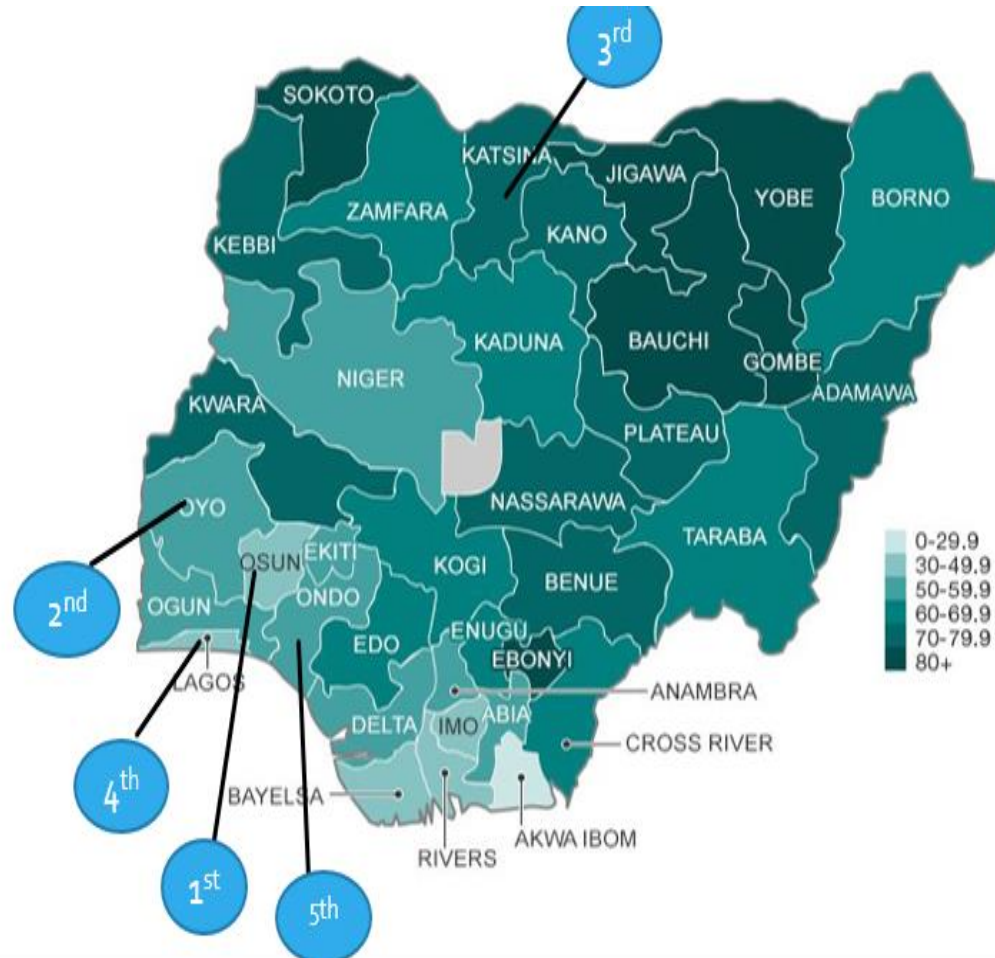 3rd
SOKOTO
KATSINA
JIGAWA
YOBE
BORNO
ZAMFARA
KANO
KEBBI
KADUNA
BAUCHI
GOMBE
NIGER
ADAMAWA
KWARA
PLATEAU
NASSARAWA
OYO
TARABA
0-29.9
30-49.9
50-59.9
60-69.9
70-79.9
80+
OSUN
EKITI
KOGI
BENUE
2nd
OGUN
ONDO
EDO
ENUGU
EBONYI
LAGOS
ANAMBRA
DELTA
IMO
ABIA
CROSS RIVER
4th
BAYELSA
RIVERS
AKWA IBOM
1st
5th